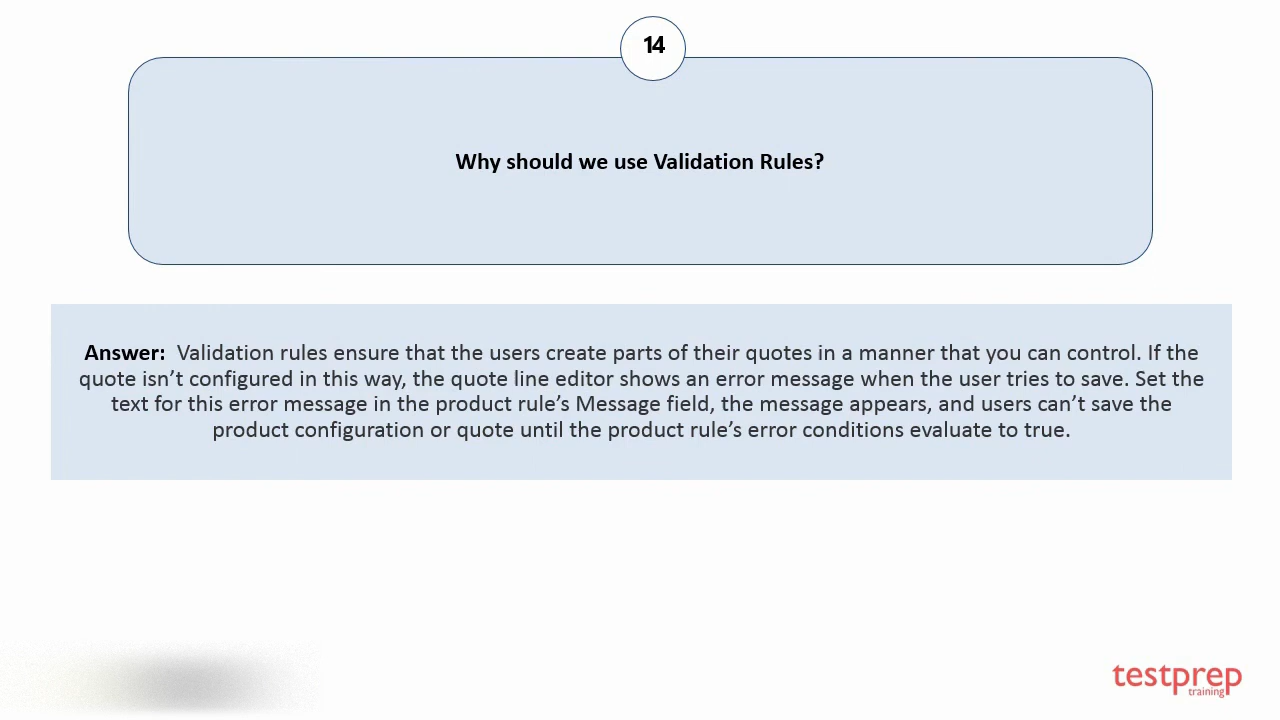 14
Why should we use Validation Rules?
Answer: Validation rules ensure that the users create parts of their quotes in a manner that you can control. If the
quote isn’t configured in this way, the quote line editor shows an error message when the user tries to save. Set the
text for this error message in the product rule’s Message field, the message appears, and users can’t save the
product configuration or quote until the product rule’s error conditions evaluate to true.
testprep
training